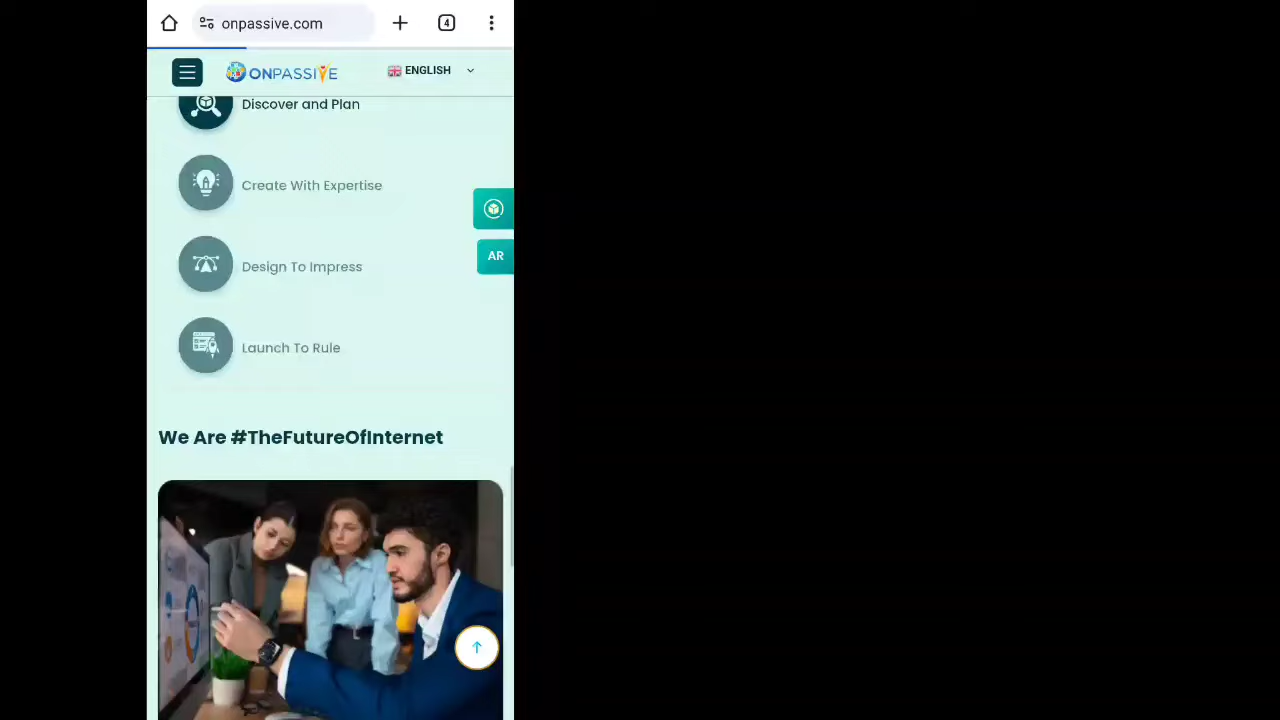 onpassive.com
4
ONPASSIVE
ENGLISH
Discover and Plan
Create With Expertise
AR
Design To Impress
Launch To Rule
We Are #TheFutureOfInternet